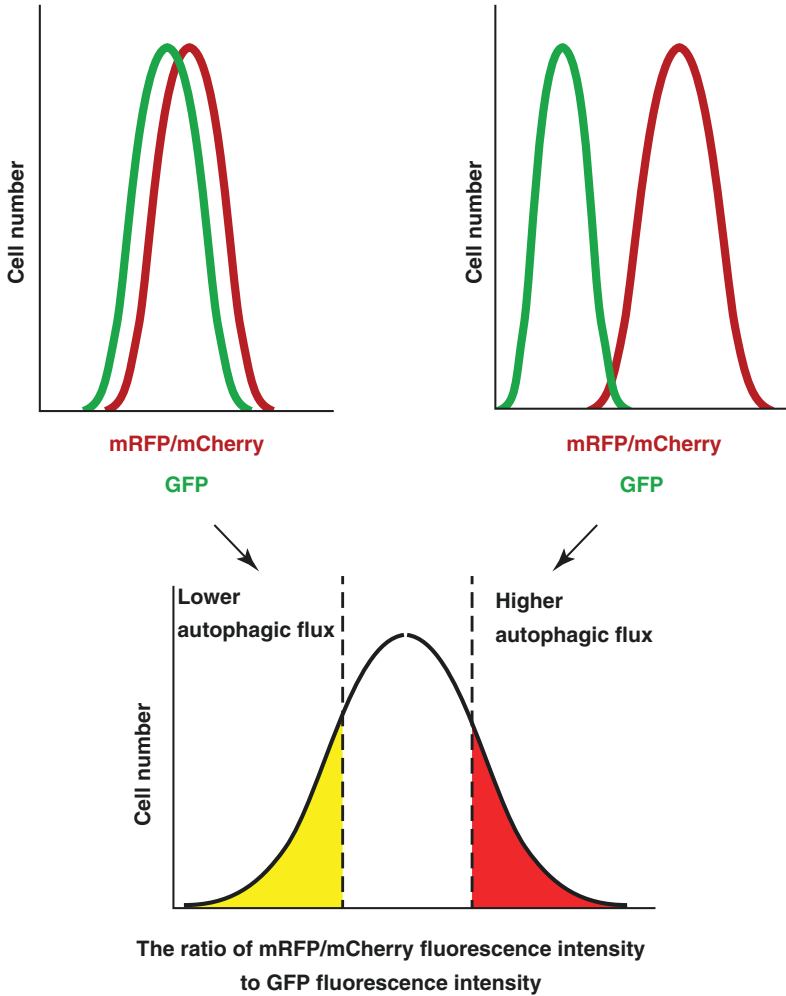 Cell number
mRFP/mCherry
GFP
Cell number
mRFP/mCherry
GFP
Lower
autophagic flux
Higher
autophagic flux
Cell number
The ratio of mRFP/mCherry fluorescence intensity
to GFP fluorescence intensity